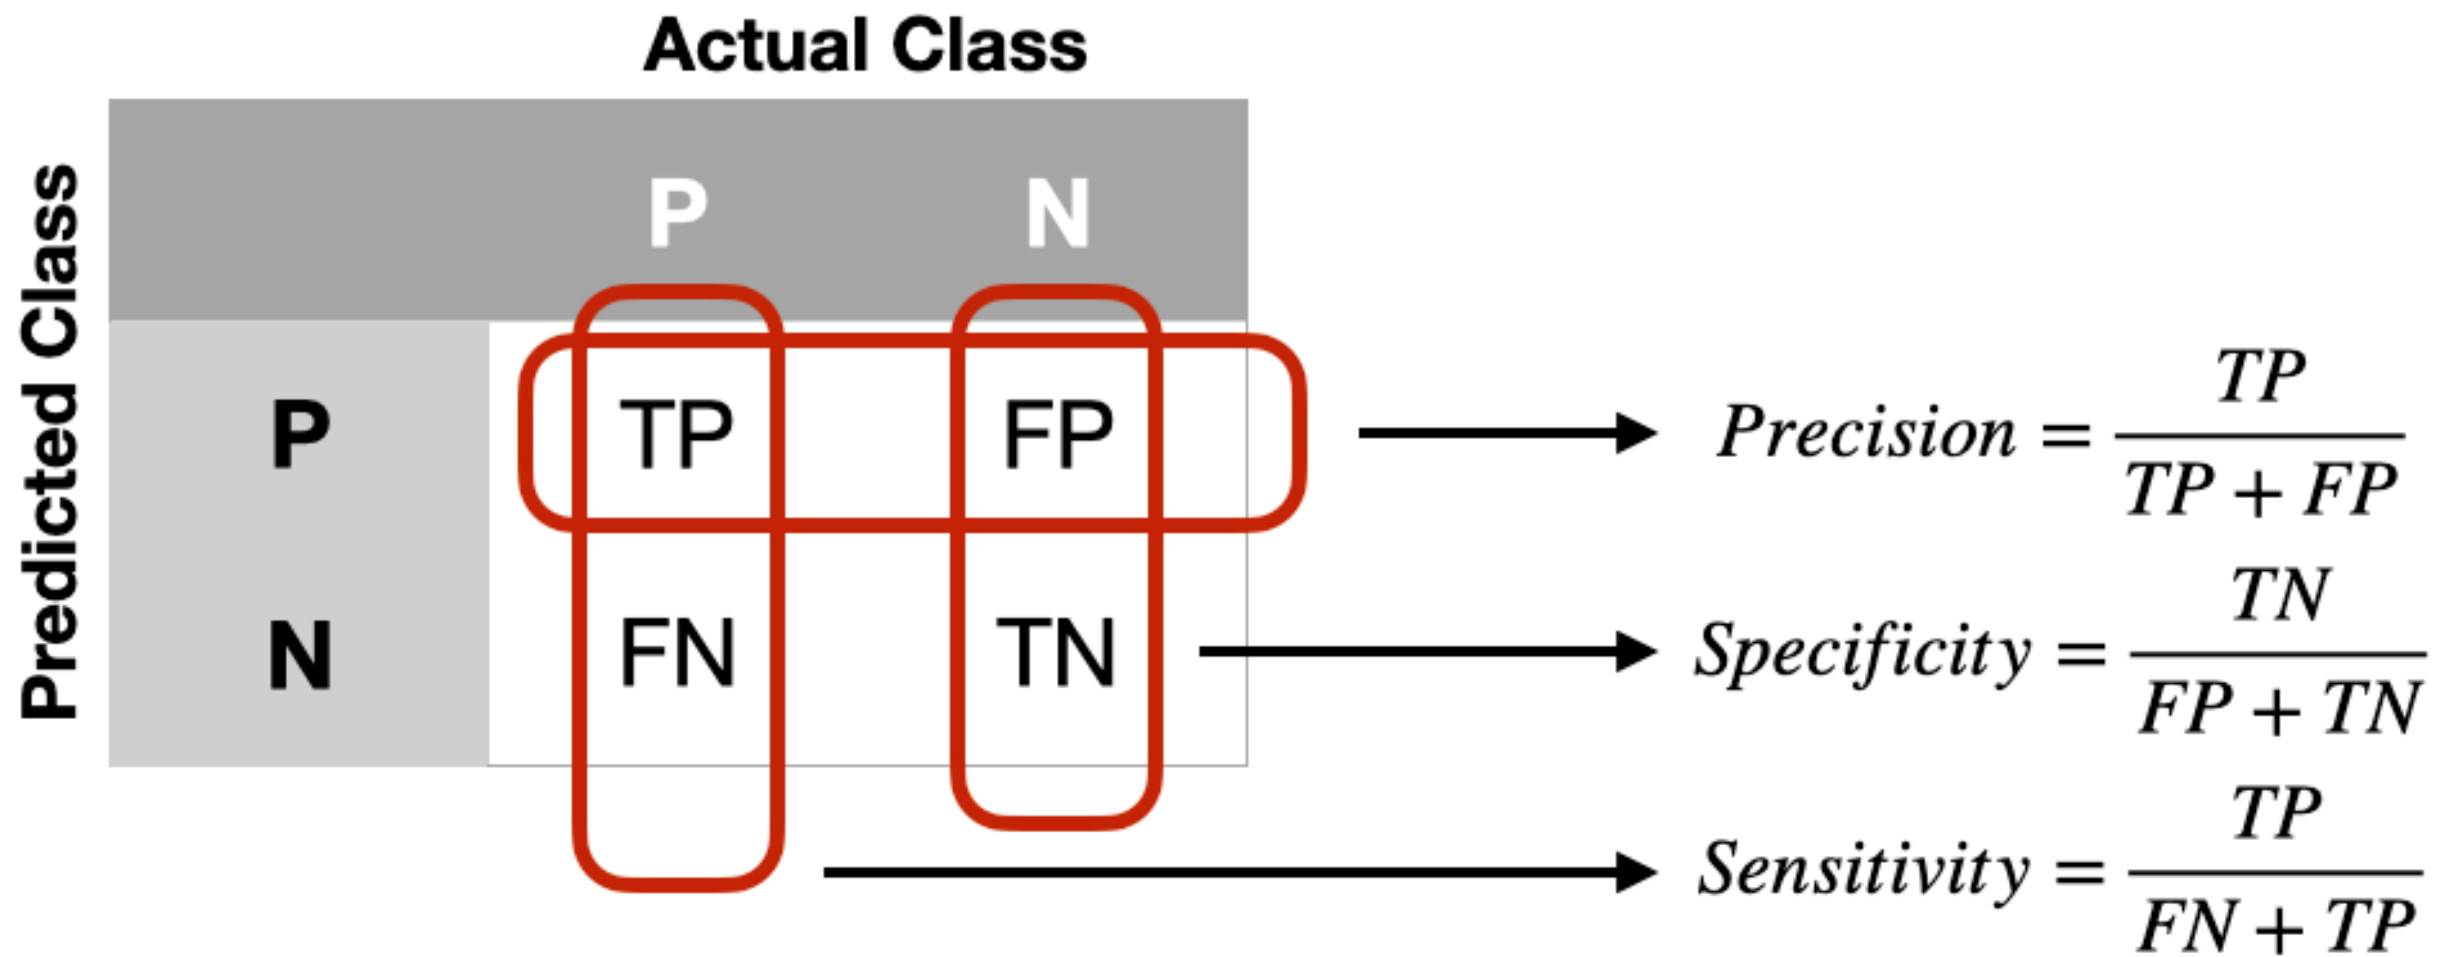 Actual Class
Predicted Class
P N
P TP FP
N FN TN
Precision = TP / TP + FP
Specificity = TN / FP + TN
Sensitivity = TP / FN + TP